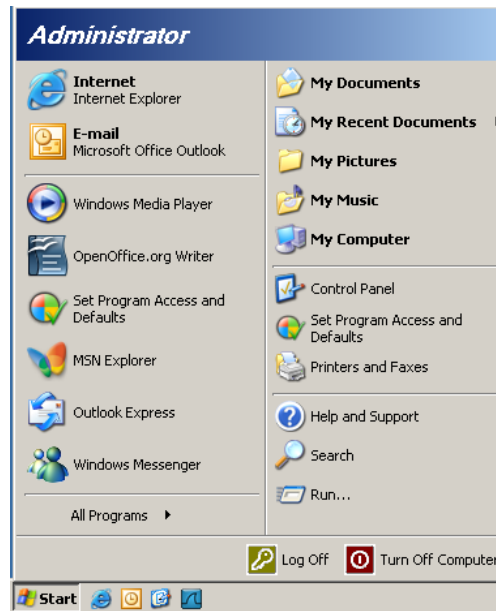 Administrator
Internet
Internet Explorer
E-mail
Microsoft Office Outlook
Windows Media Player
OpenOffice.org Writer
Set Program Access and
Defaults
MSN Explorer
Outlook Express
Windows Messenger
All Programs
My Documents
My Recent Documents
My Pictures
My Music
My Computer
Control Panel
Set Program Access and
Defaults
Printers and Faxes
Help and Support
Search
Run...
Log Off
Turn Off Computer
Start